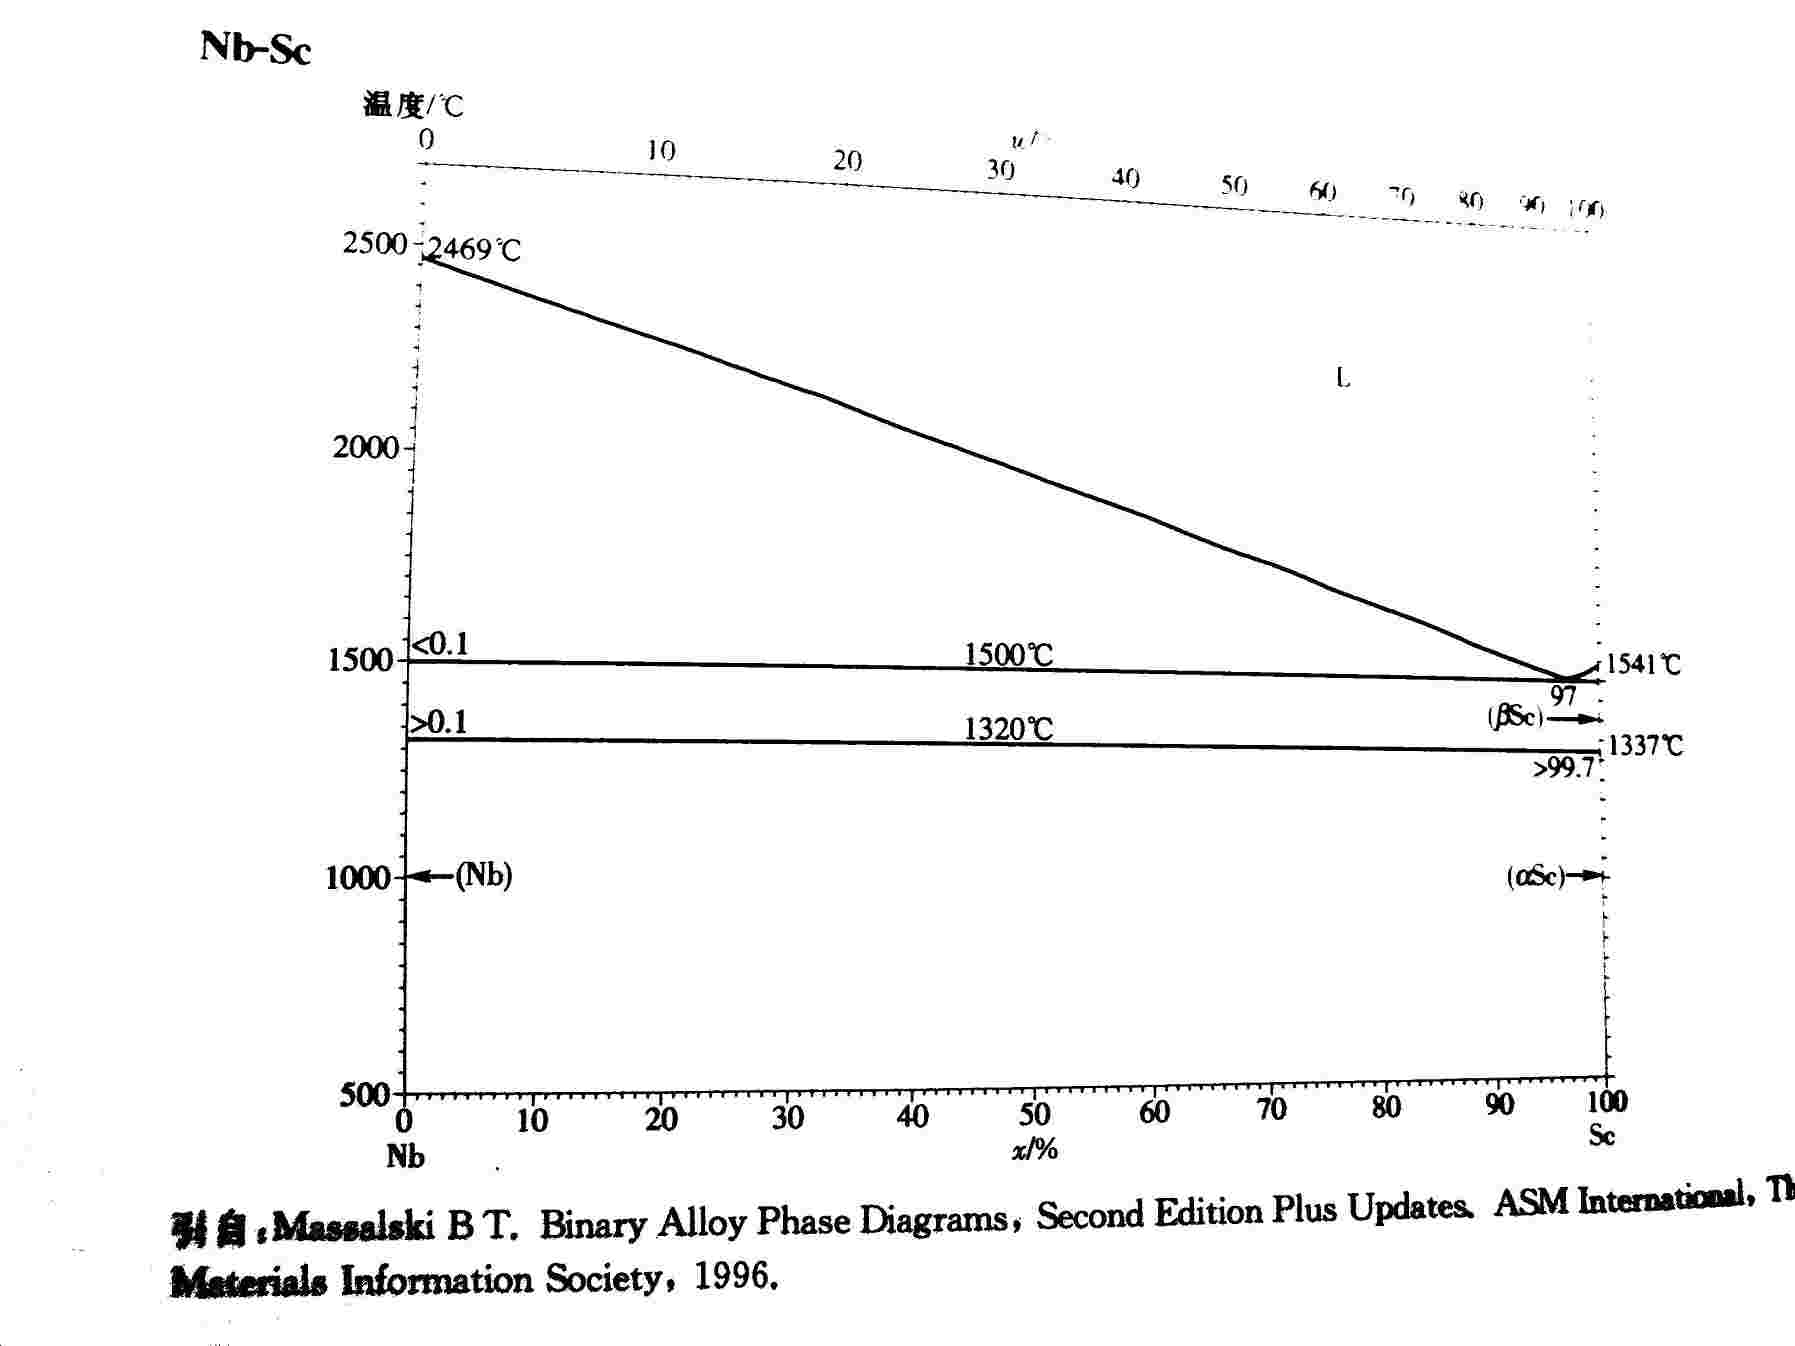 Nb-Sc
温度/℃
0 10 20 30 40 50 60 70 80 90 100
2500
2469℃
L
2000
<0.1
1500
1500℃
1541℃
97
(βSc)
>0.1
1320℃
1337℃
>99.7
1000
(Nb)
(αSc)
500
0 10 20 30 40 50 60 70 80 90 100
Nb
x/%
Sc
引自:Massalski B T. Binary Alloy Phase Diagrams, Second Edition Plus Updates. ASM International,
Materials Information Society, 1996.